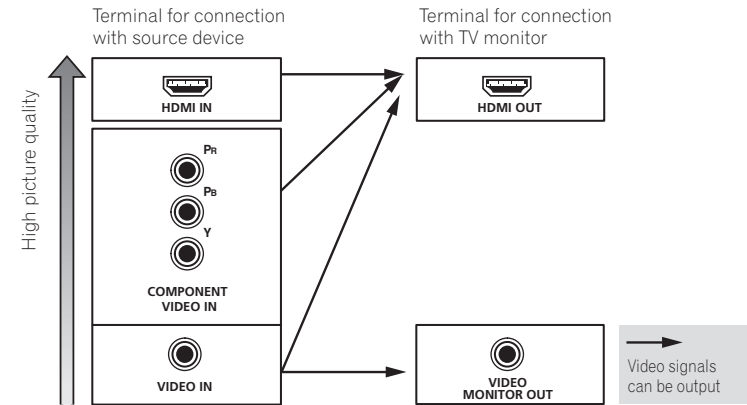 Terminal for connection
with source device
Terminal for connection
with TV monitor
High picture quality
HDMI IN
HDMI OUT
PR
PB
Y
COMPONENT
VIDEO IN
VIDEO IN
VIDEO
MONITOR OUT
Video signals
can be output